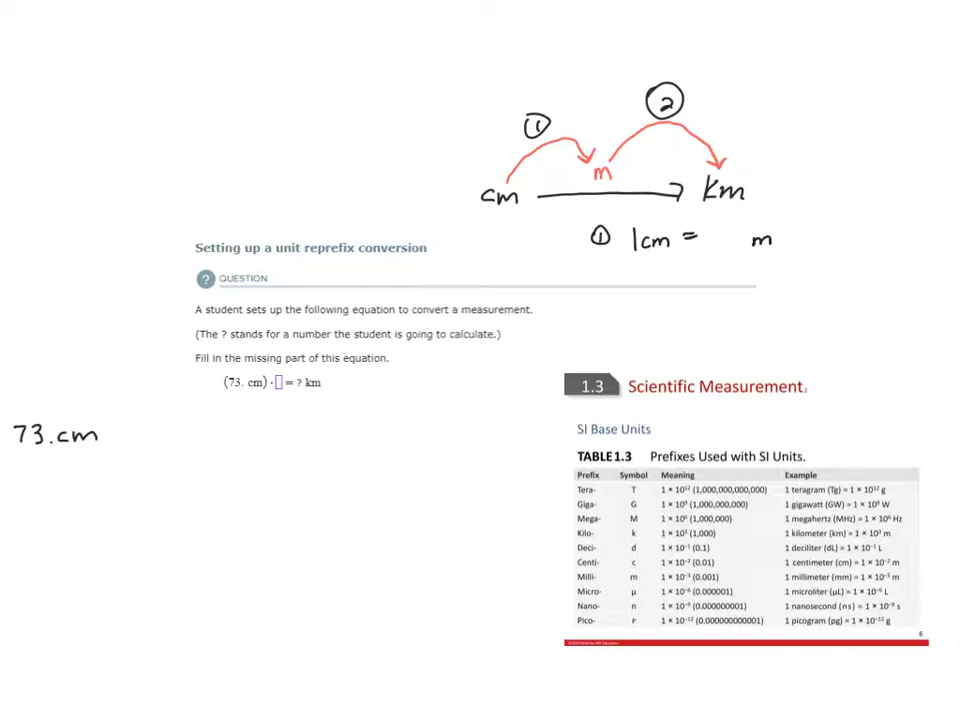 ① ②
cm m km
① 1cm = m
Setting up a unit reprefix conversion
? QUESTION
A student sets up the following equation to convert a measurement.
(The ? stands for a number the student is going to calculate.)
Fill in the missing part of this equation.
(73. cm) · □ = ? km
73.cm
1.3 Scientific Measurement
SI Base Units
TABLE 1.3 Prefixes Used with SI Units.
Prefix Symbol Meaning Example
Tera- T 1 × 10¹² (1,000,000,000,000) 1 teragram (Tg) = 1 × 10¹² g
Giga- G 1 × 10⁹ (1,000,000,000) 1 gigawatt (GW) = 1 × 10⁹ W
Mega- M 1 × 10⁶ (1,000,000) 1 megahertz (MHz) = 1 × 10⁶ Hz
Kilo- k 1 × 10³ (1,000) 1 kilometer (km) = 1 × 10³ m
Deci- d 1 × 10⁻¹ (0.1) 1 deciliter (dL) = 1 × 10⁻¹ L
Centi- c 1 × 10⁻² (0.01) 1 centimeter (cm) = 1 × 10⁻² m
Milli- m 1 × 10⁻³ (0.001) 1 millimeter (mm) = 1 × 10⁻³ m
Micro- μ 1 × 10⁻⁶ (0.000001) 1 microliter (μL) = 1 × 10⁻⁶ L
Nano- n 1 × 10⁻⁹ (0.000000001) 1 nanosecond (ns) = 1 × 10⁻⁹ s
Pico- p 1 × 10⁻¹² (0.000000000001) 1 picogram (pg) = 1 × 10⁻¹² g
6